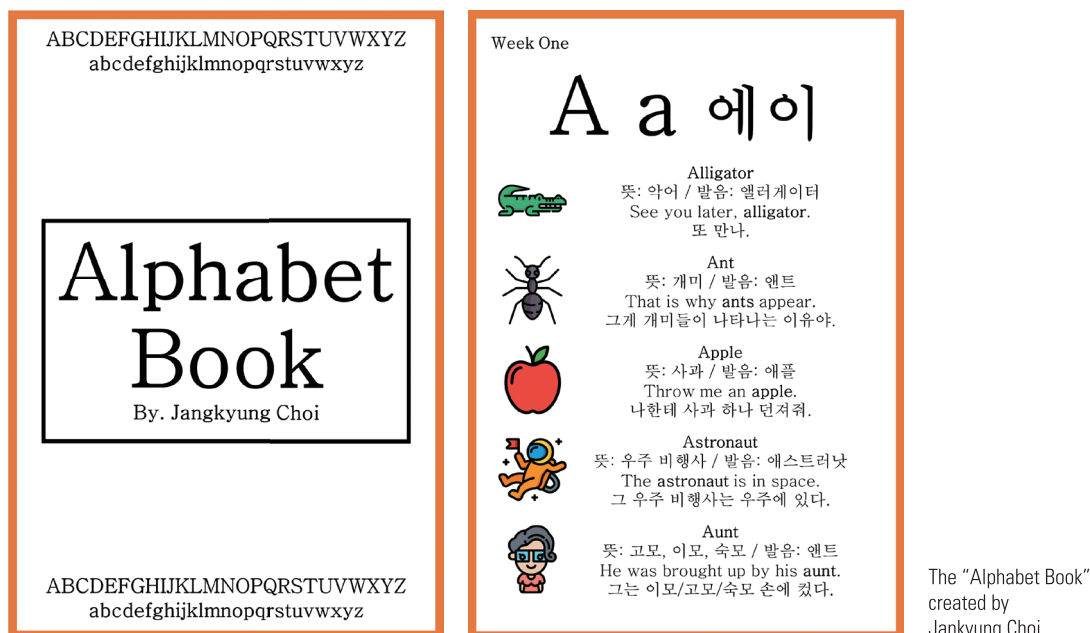 ABCDEFGHIJKLMNOPQRSTUVWXYZ
abcdefghijklmnopqrstuvwxyz
Alphabet
Book
By. Jangkyung Choi
ABCDEFGHIJKLMNOPQRSTUVWXYZ
abcdefghijklmnopqrstuvwxyz
Week One
A a 에이
Alligator
뜻: 악어 / 발음: 앨러게이터
See you later, alligator.
또 만나.
Ant
뜻: 개미 / 발음: 앤트
That is why ants appear.
그게 개미들이 나타나는 이유야.
Apple
뜻: 사과 / 발음: 애플
Throw me an apple.
나한테 사과 하나 던져줘.
Astronaut
뜻: 우주 비행사 / 발음: 애스트러낫
The astronaut is in space.
그 우주 비행사는 우주에 있다.
Aunt
뜻: 고모, 이모, 숙모 / 발음: 앤트
He was brought up by his aunt.
그는 이모/고모/숙모 손에 컸다.
The “Alphabet Book”
created by
Jankyung Choi